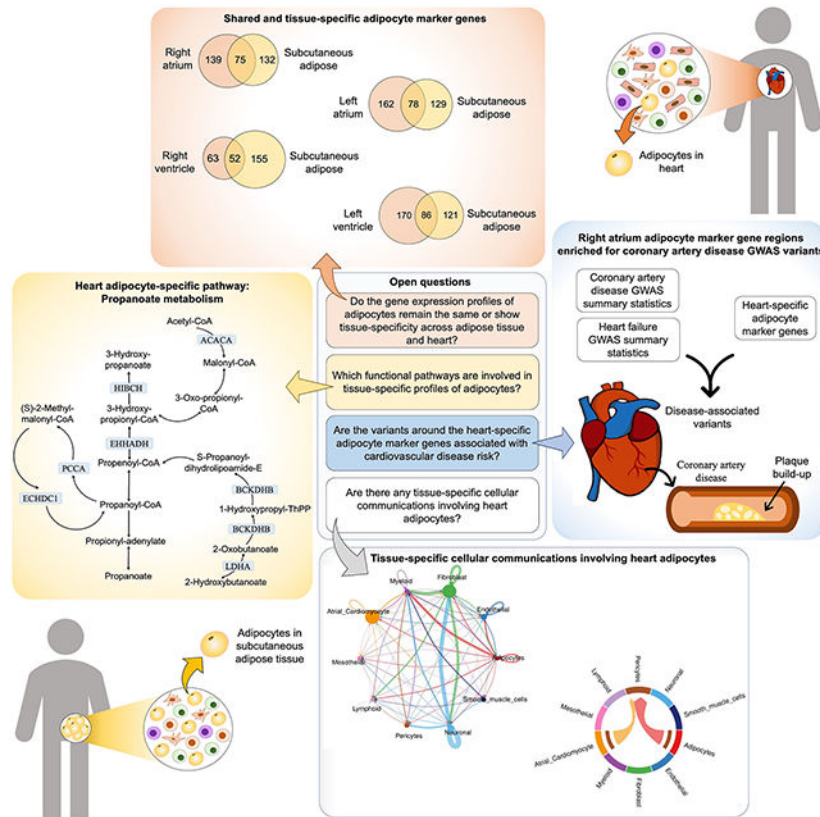 Shared and tissue-specific adipocyte marker genes
Right
atrium
139
75
132
Subcutaneous
adipose
Left
atrium
162
78
129
Subcutaneous
adipose
Right
ventricle
63
52
155
Subcutaneous
adipose
Left
ventricle
170
86
121
Subcutaneous
adipose
Adipocytes in
heart
Heart adipocyte-specific pathway:
Propanoate metabolism
Acetyl-CoA
ACACA
Malonyl-CoA
3-Hydroxy-
propanoate
HIBCH
3-Oxo-propionyl-
CoA
3-Hydroxy-
propionyl-CoA
(S)-2-Methyl-
malonyl-CoA
EHHADH
Propenoyl-CoA
S-Propanoyl-
dihydrolipoamide-E
PCCA
BCKDHB
ECHDC1
Propanoyl-CoA
1-Hydroxypropyl-ThPP
BCKDHB
Propionyl-adenylate
2-Oxobutanoate
LDHA
Propanoate
2-Hydroxybutanoate
Open questions
Do the gene expression profiles of
adipocytes remain the same or show
tissue-specificity across adipose tissue
and heart?
Which functional pathways are involved in
tissue-specific profiles of adipocytes?
Are the variants around the heart-specific
adipocyte marker genes associated with
cardiovascular disease risk?
Are there any tissue-specific cellular
communications involving heart
adipocytes?
Right atrium adipocyte marker gene regions
enriched for coronary artery disease GWAS variants
Coronary artery
disease GWAS
summary statistics
Heart failure
GWAS summary
statistics
Heart-specific
adipocyte
marker genes
Disease-associated
variants
Coronary artery
disease
Plaque
build-up
Tissue-specific cellular communications involving heart adipocytes
Myeloid
Fibroblast
Atrial_Cardiomyocyte
Endothelial
Mesothelial
Adipocytes
Lymphoid
Smooth_muscle_cells
Pericytes
Neuronal
Lymphoid
Pericytes
Neuronal
Mesothelial
Smooth_muscle_cells
Atrial_Cardiomyocyte
Adipocytes
Myeloid
Fibroblast
Endothelial
Adipocytes in
subcutaneous
adipose tissue